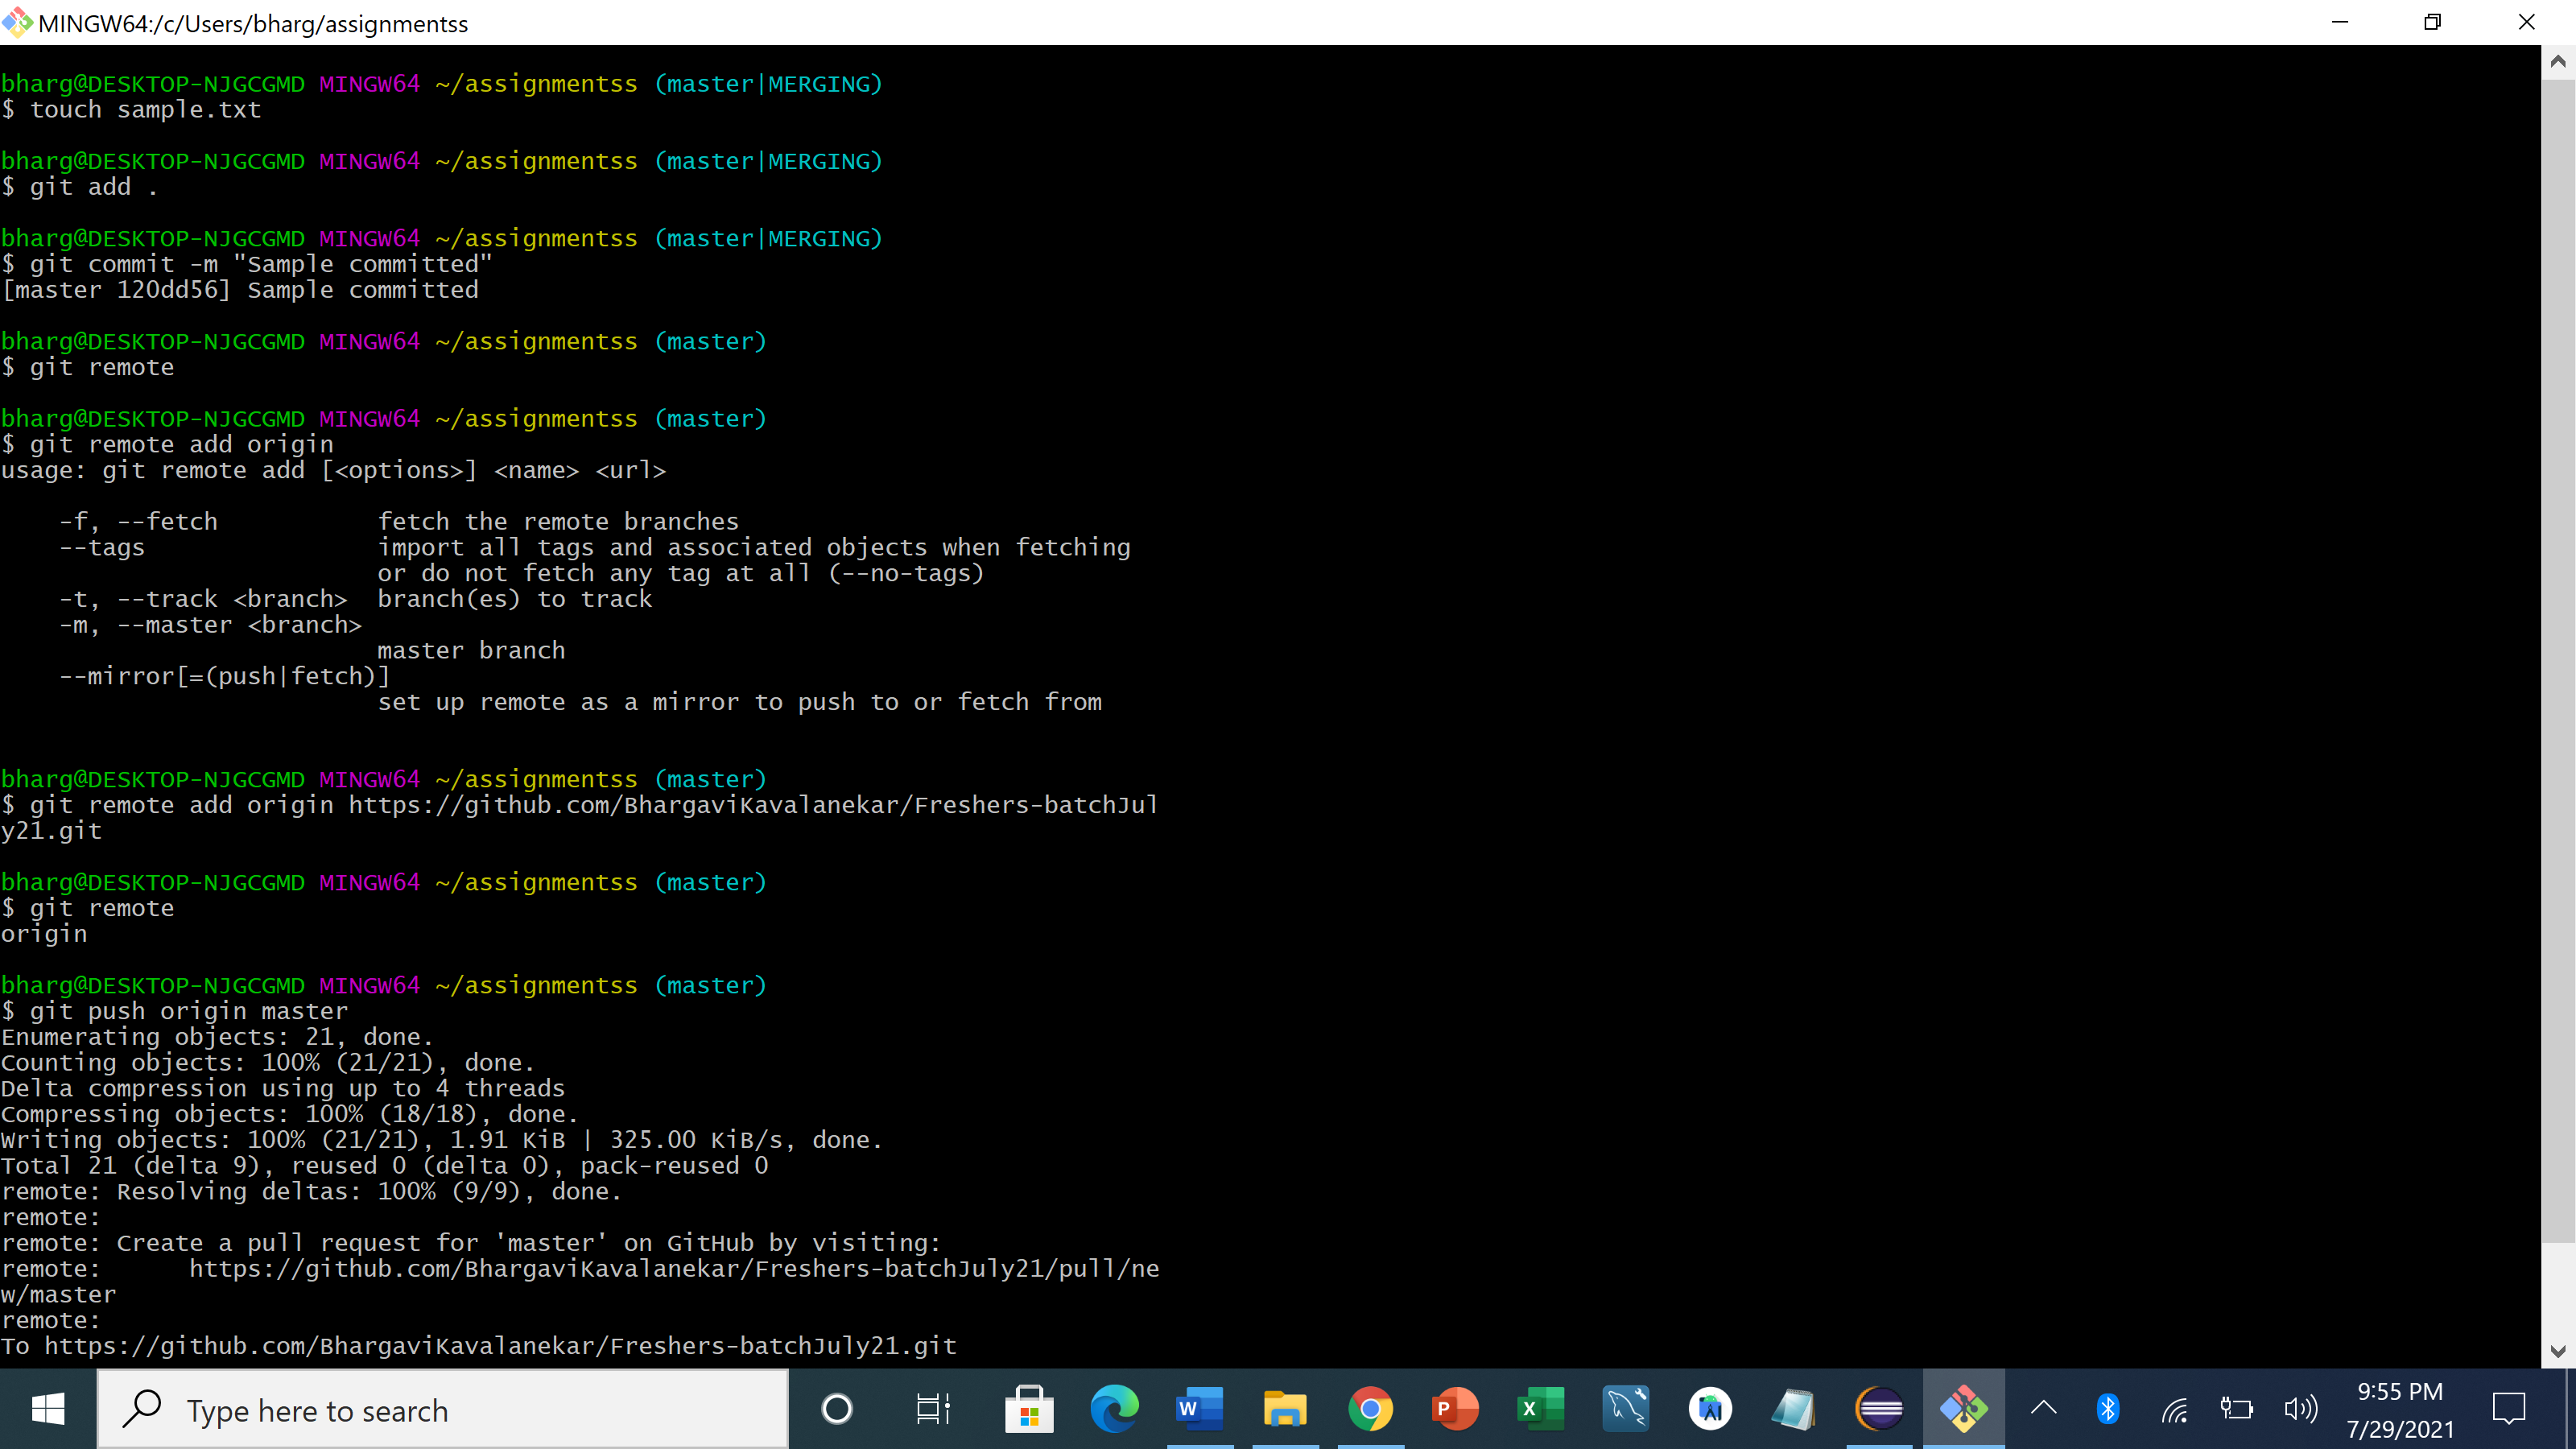 MINGW64:/c/Users/bharg/assignmentss
bharg@DESKTOP-NJGCGMD MINGW64 ~/assignmentss (master|MERGING)
$ touch sample.txt
bharg@DESKTOP-NJGCGMD MINGW64 ~/assignmentss (master|MERGING)
$ git add .
bharg@DESKTOP-NJGCGMD MINGW64 ~/assignmentss (master|MERGING)
$ git commit -m "Sample committed"
[master 120dd56] Sample committed
bharg@DESKTOP-NJGCGMD MINGW64 ~/assignmentss (master)
$ git remote
bharg@DESKTOP-NJGCGMD MINGW64 ~/assignmentss (master)
$ git remote add origin
usage: git remote add [<options>] <name> <url>
-f, --fetch           fetch the remote branches
--tags                import all tags and associated objects when fetching
or do not fetch any tag at all (--no-tags)
-t, --track <branch>  branch(es) to track
-m, --master <branch>
master branch
--mirror[=(push|fetch)]
set up remote as a mirror to push to or fetch from
bharg@DESKTOP-NJGCGMD MINGW64 ~/assignmentss (master)
$ git remote add origin https://github.com/BhargaviKavalanekar/Freshers-batchJul
y21.git
bharg@DESKTOP-NJGCGMD MINGW64 ~/assignmentss (master)
$ git remote
origin
bharg@DESKTOP-NJGCGMD MINGW64 ~/assignmentss (master)
$ git push origin master
Enumerating objects: 21, done.
Counting objects: 100% (21/21), done.
Delta compression using up to 4 threads
Compressing objects: 100% (18/18), done.
Writing objects: 100% (21/21), 1.91 KiB | 325.00 KiB/s, done.
Total 21 (delta 9), reused 0 (delta 0), pack-reused 0
remote: Resolving deltas: 100% (9/9), done.
remote:
remote: Create a pull request for 'master' on GitHub by visiting:
remote:      https://github.com/BhargaviKavalanekar/Freshers-batchJuly21/pull/ne
w/master
remote:
To https://github.com/BhargaviKavalanekar/Freshers-batchJuly21.git
Type here to search
9:55 PM
7/29/2021